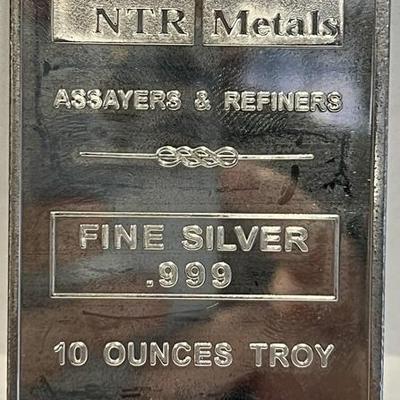 NTR Metals
ASSAYERS & REFINERS
FINE SILVER
.999
10 OUNCES TROY